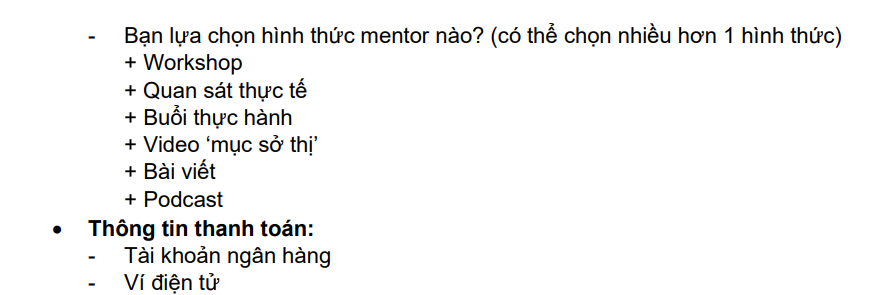 - Bạn lựa chọn hình thức mentor nào? (có thể chọn nhiều hơn 1 hình thức)
+ Workshop
+ Quan sát thực tế
+ Buổi thực hành
+ Video ‘mục sở thị’
+ Bài viết
+ Podcast
• Thông tin thanh toán:
- Tài khoản ngân hàng
- Ví điện tử